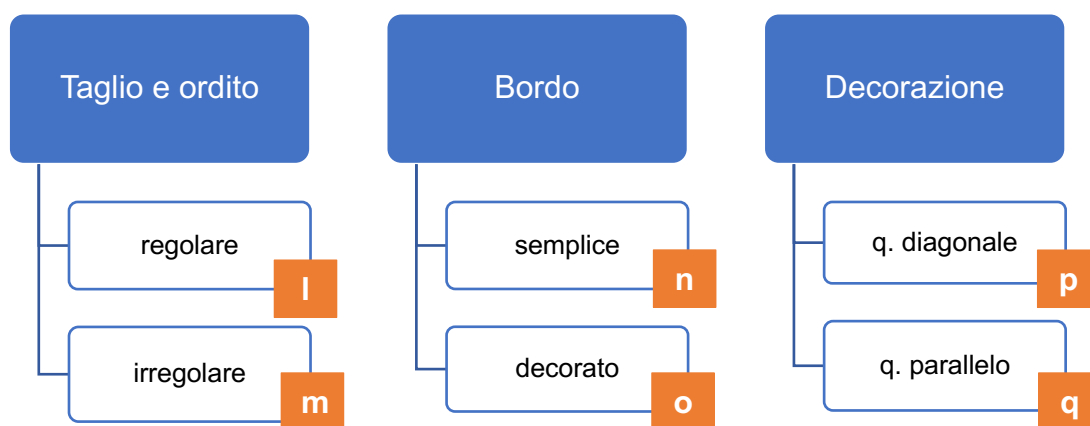 Taglio e ordito
regolare
l
irregolare
m
Bordo
semplice
n
decorato
o
Decorazione
q. diagonale
p
q. parallelo
q